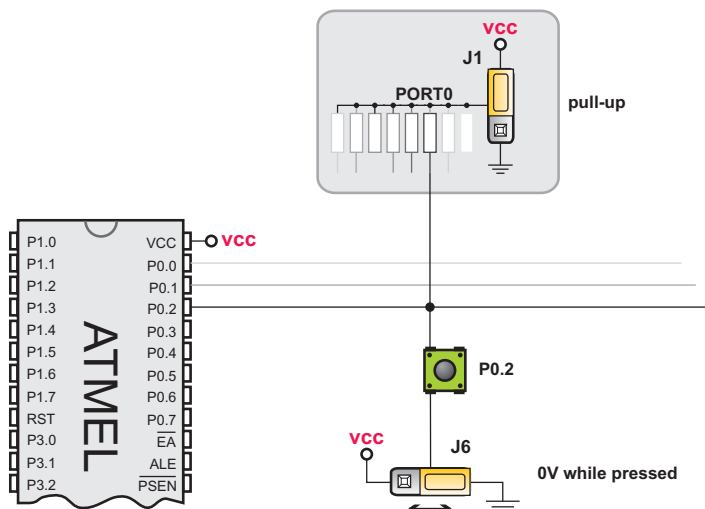 VCC
J1
PORT0
pull-up
P1.0 VCC VCC
P1.1 P0.0
P1.2 P0.1
P1.3 P0.2
P1.4 P0.3
P1.5 P0.4
P1.6 P0.5
P1.7 P0.6
RST P0.7
P3.0 EA
P3.1 ALE
P3.2 PSEN
ATMEL
P0.2
VCC
J6
0V while pressed